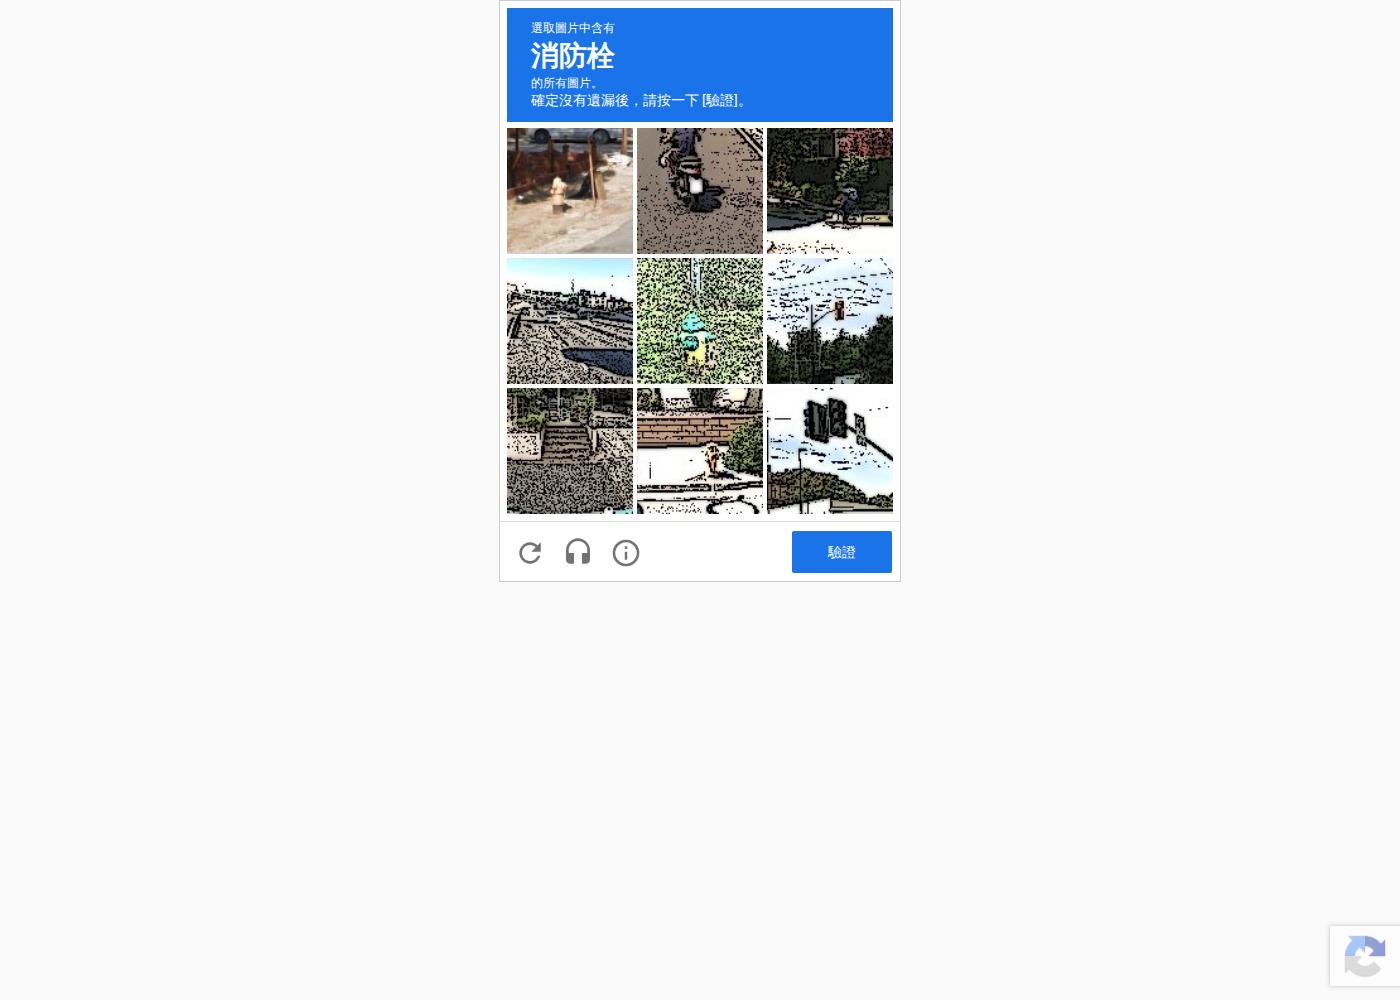 選取圖片中含有
消防栓
的所有圖片。
確定沒有遺漏後，請按一下 [驗證]。
驗證